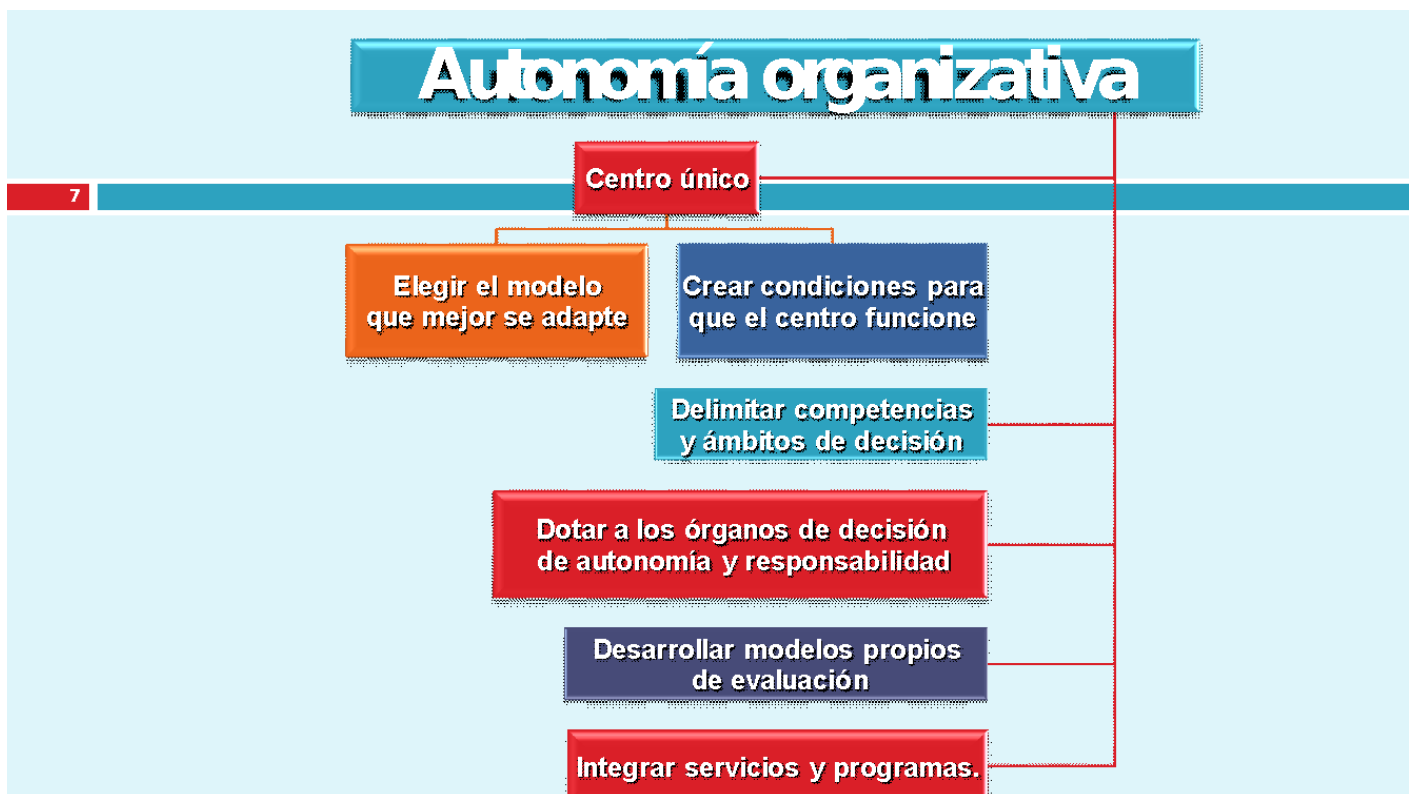 Autonomía organizativa
Centro único
7
Elegir el modelo
que mejor se adapte
Crear condiciones para
que el centro funcione
Delimitar competencias
y ámbitos de decisión
Dotar a los órganos de decisión
de autonomía y responsabilidad
Desarrollar modelos propios
de evaluación
Integrar servicios y programas.